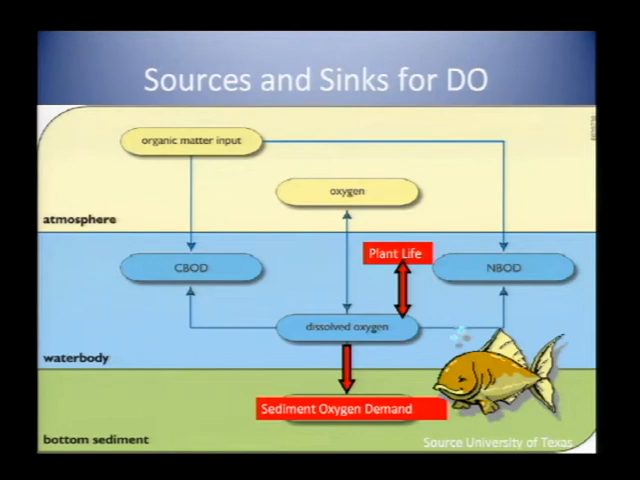 Sources and Sinks for DO
organic matter input
oxygen
atmosphere
Plant Life
CBOD
NBOD
dissolved oxygen
waterbody
Sediment Oxygen Demand
bottom sediment
Source University of Texas